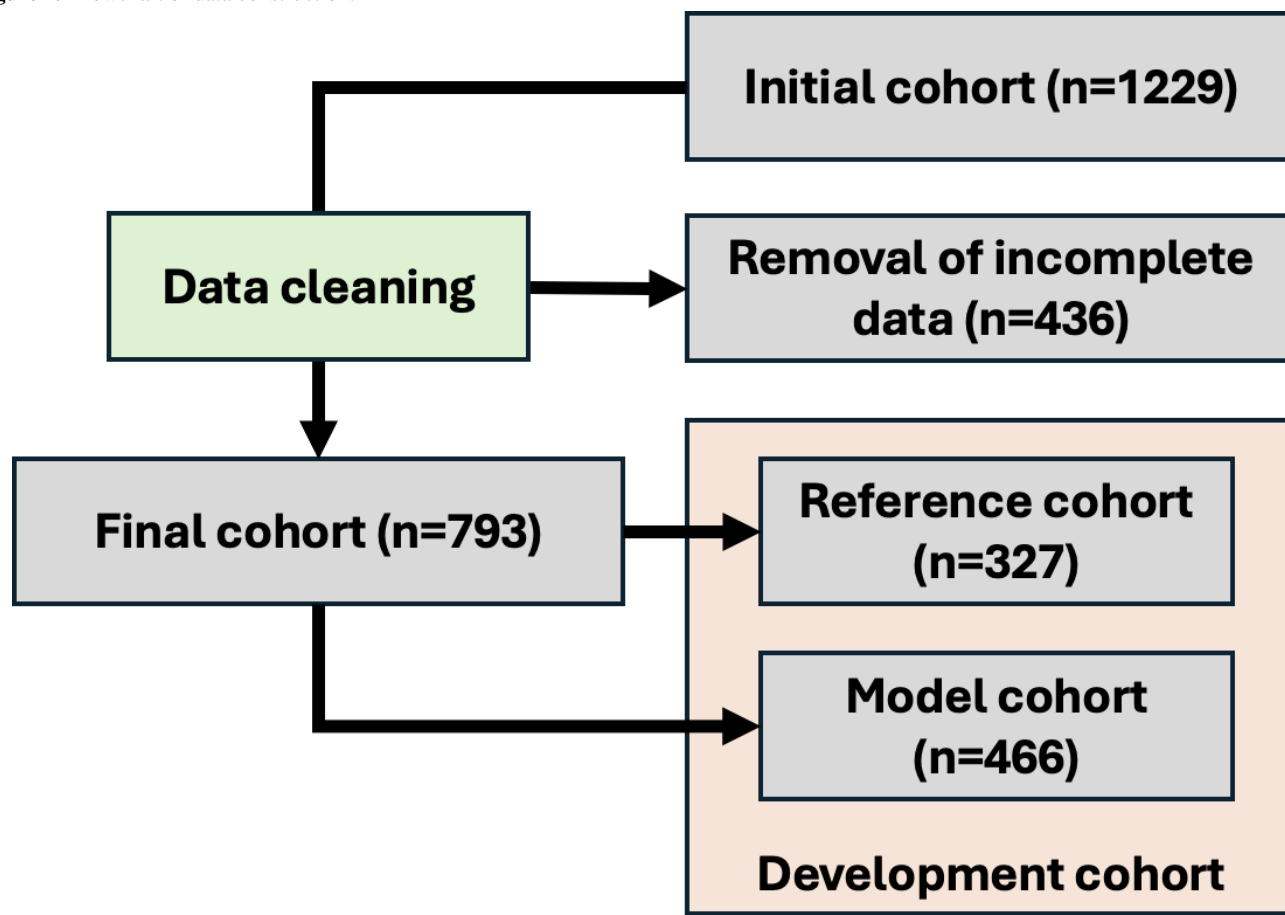 Initial cohort (n=1229)
Data cleaning
Removal of incomplete
data (n=436)
Final cohort (n=793)
Reference cohort
(n=327)
Model cohort
(n=466)
Development cohort